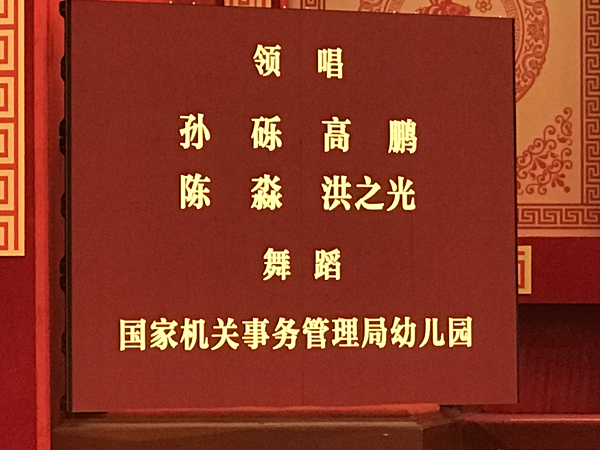 领 唱
孙 砾 高 鹏
陈 淼 洪之光
舞 蹈
国家机关事务管理局幼儿园